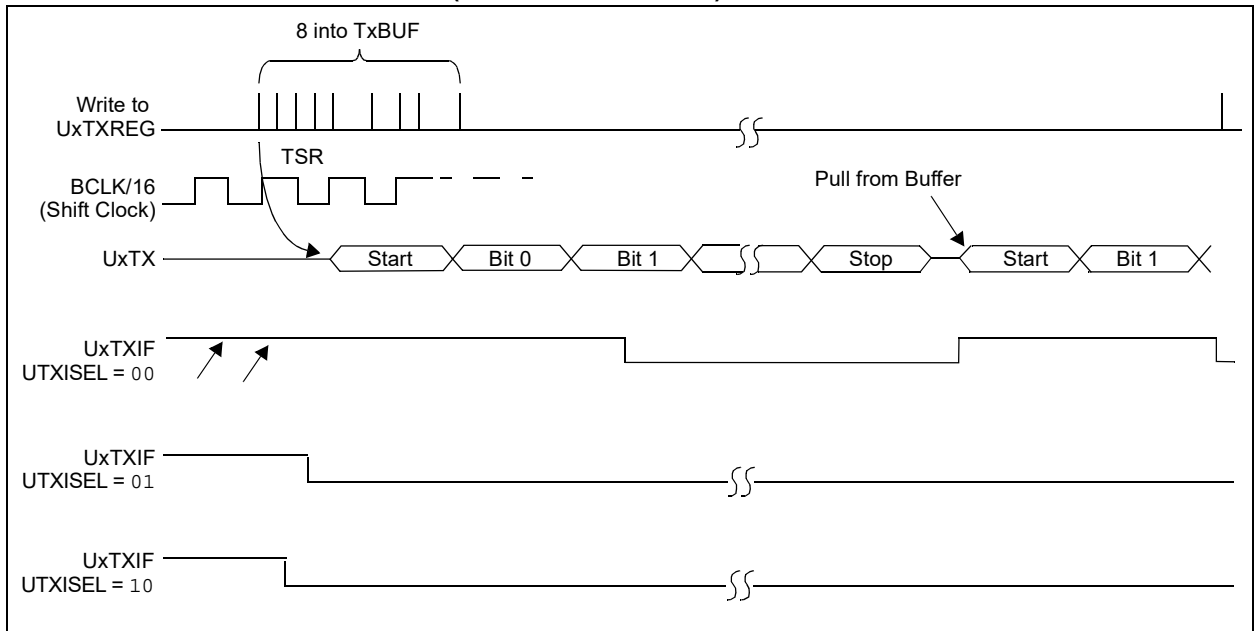 8 into TxBUF
Write to
UxTXREG
TSR
BCLK/16
(Shift Clock)
Pull from Buffer
UxTX
Start
Bit 0
Bit 1
Stop
Start
Bit 1
UxTXIF
UTXISEL = 00
UxTXIF
UTXISEL = 01
UxTXIF
UTXISEL = 10